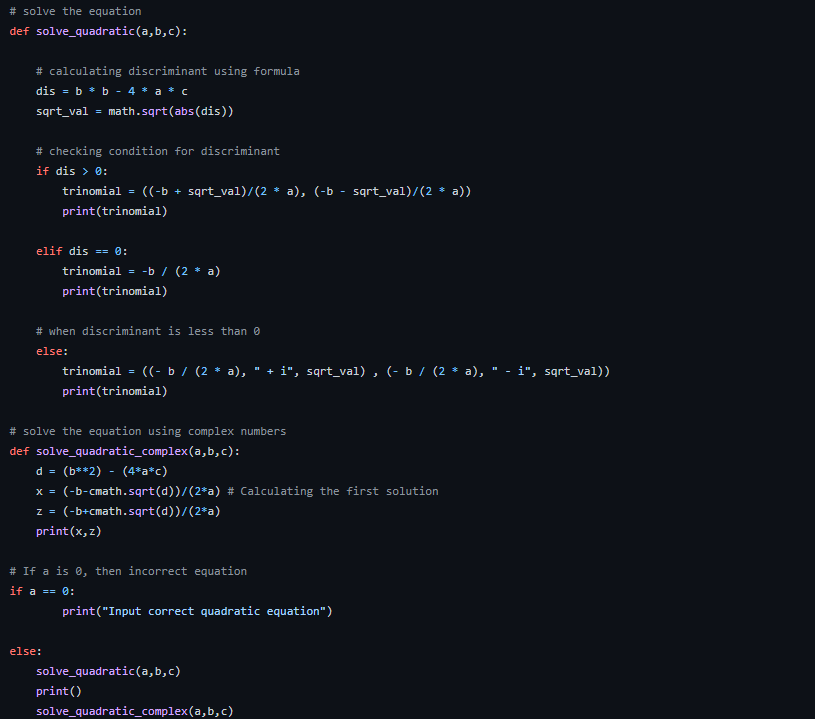 # solve the equation
def solve_quadratic(a,b,c):
    # calculating discriminant using formula
    dis = b * b - 4 * a * c
    sqrt_val = math.sqrt(abs(dis))
    # checking condition for discriminant
    if dis > 0:
        trinomial = ((-b + sqrt_val)/(2 * a), (-b - sqrt_val)/(2 * a))
        print(trinomial)
    elif dis == 0:
        trinomial = -b / (2 * a)
        print(trinomial)
    # when discriminant is less than 0
    else:
        trinomial = ((- b / (2 * a), " + i", sqrt_val) , (- b / (2 * a), " - i", sqrt_val))
        print(trinomial)
# solve the equation using complex numbers
def solve_quadratic_complex(a,b,c):
    d = (b**2) - (4*a*c)
    x = (-b-cmath.sqrt(d))/(2*a) # Calculating the first solution
    z = (-b+cmath.sqrt(d))/(2*a)
    print(x,z)
# If a is 0, then incorrect equation
if a == 0:
        print("Input correct quadratic equation")
else:
    solve_quadratic(a,b,c)
    print()
    solve_quadratic_complex(a,b,c)